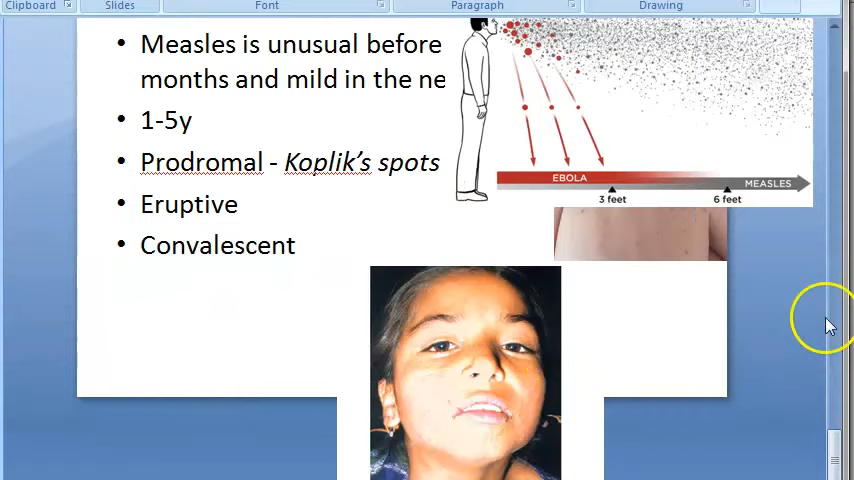 Clipboard
Slides
Font
Paragraph
Drawing
• Measles is unusual before
months and mild in the ne
• 1-5y
• Prodromal - Koplik's spots
• Eruptive
• Convalescent
EBOLA
MEASLES
3 feet
6 feet